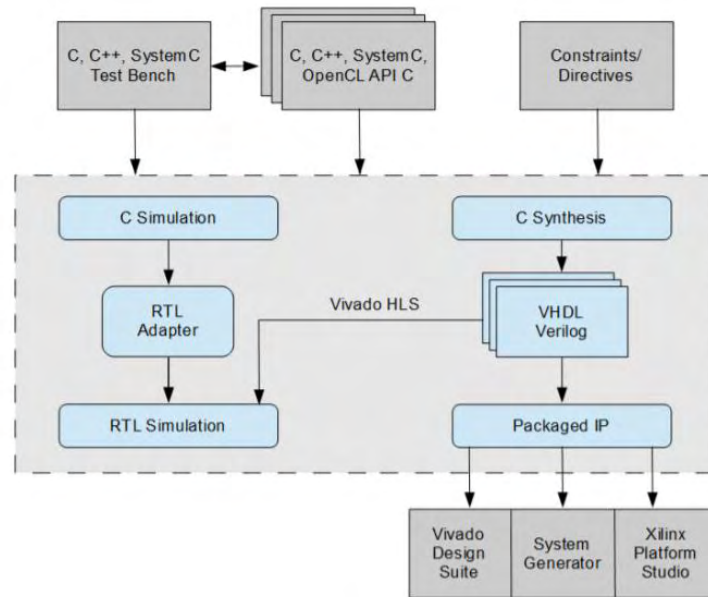 C, C++, SystemC
Test Bench
C, C++, SystemC,
OpenCL API C
Constraints/
Directives
C Simulation
C Synthesis
RTL
Adapter
Vivado HLS
VHDL
Verilog
RTL Simulation
Packaged IP
Vivado
Design
Suite
System
Generator
Xilinx
Platform
Studio